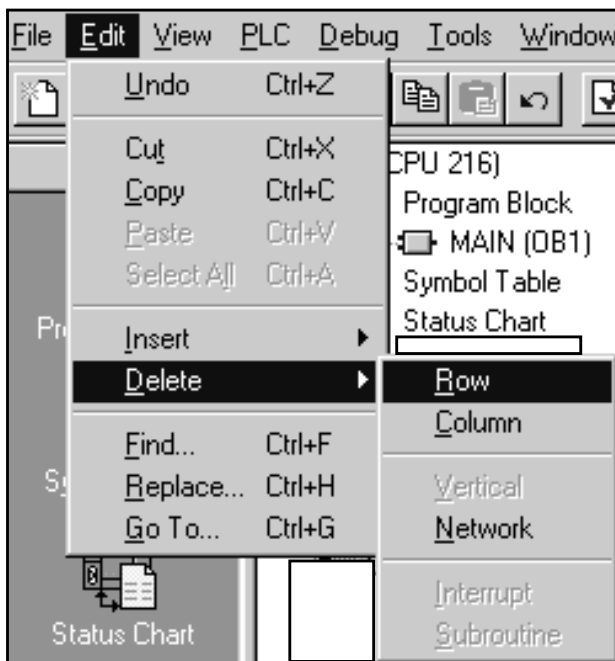 File Edit View PLC Debug Tools Window
Undo Ctrl+Z
Cut Ctrl+X
Copy Ctrl+C
Paste Ctrl+V
Select All Ctrl+A
Insert
Delete
Find... Ctrl+F
Replace... Ctrl+H
Go To... Ctrl+G
CPU 216)
Program Block
MAIN (OB1)
Symbol Table
Status Chart
Row
Column
Vertical
Network
Interrupt
Subroutine
Status Chart